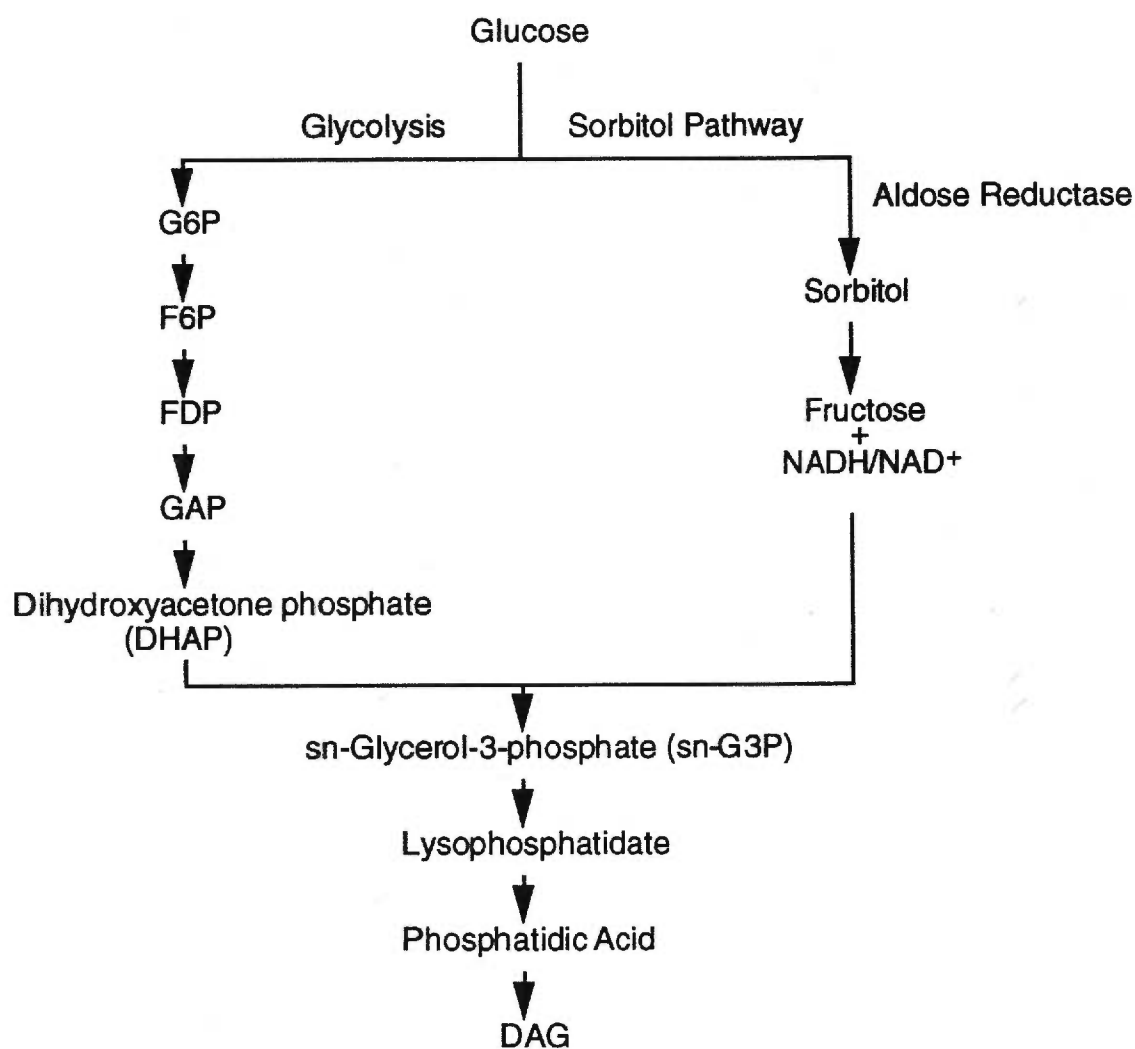 Glucose
Glycolysis
Sorbitol Pathway
Aldose Reductase
G6P
F6P
FDP
GAP
Dihydroxyacetone phosphate
(DHAP)
Sorbitol
Fructose
+
NADH/NAD+
sn-Glycerol-3-phosphate (sn-G3P)
Lysophosphatidate
Phosphatidic Acid
DAG